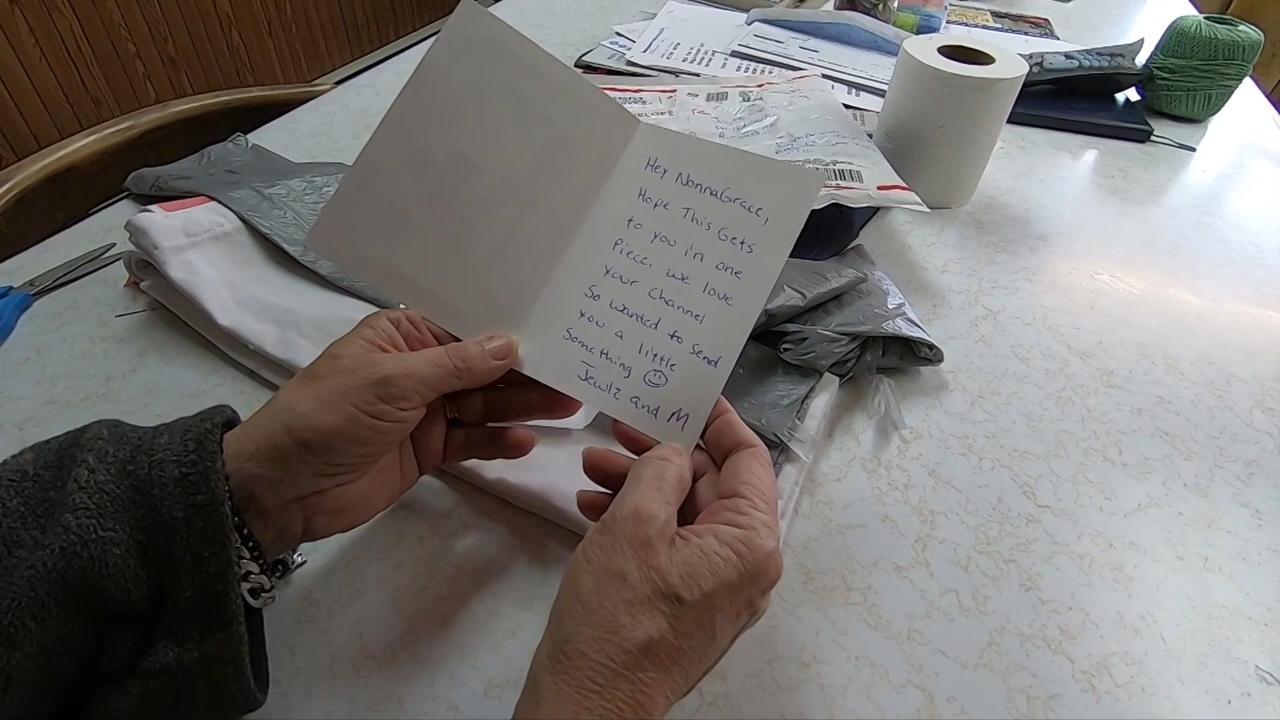 Hey NonnaGrace,
Hope This Gets
to you in one
Piece. we love
your channel
So wanted to Send
you a little
Something ☺
Jewlz and M